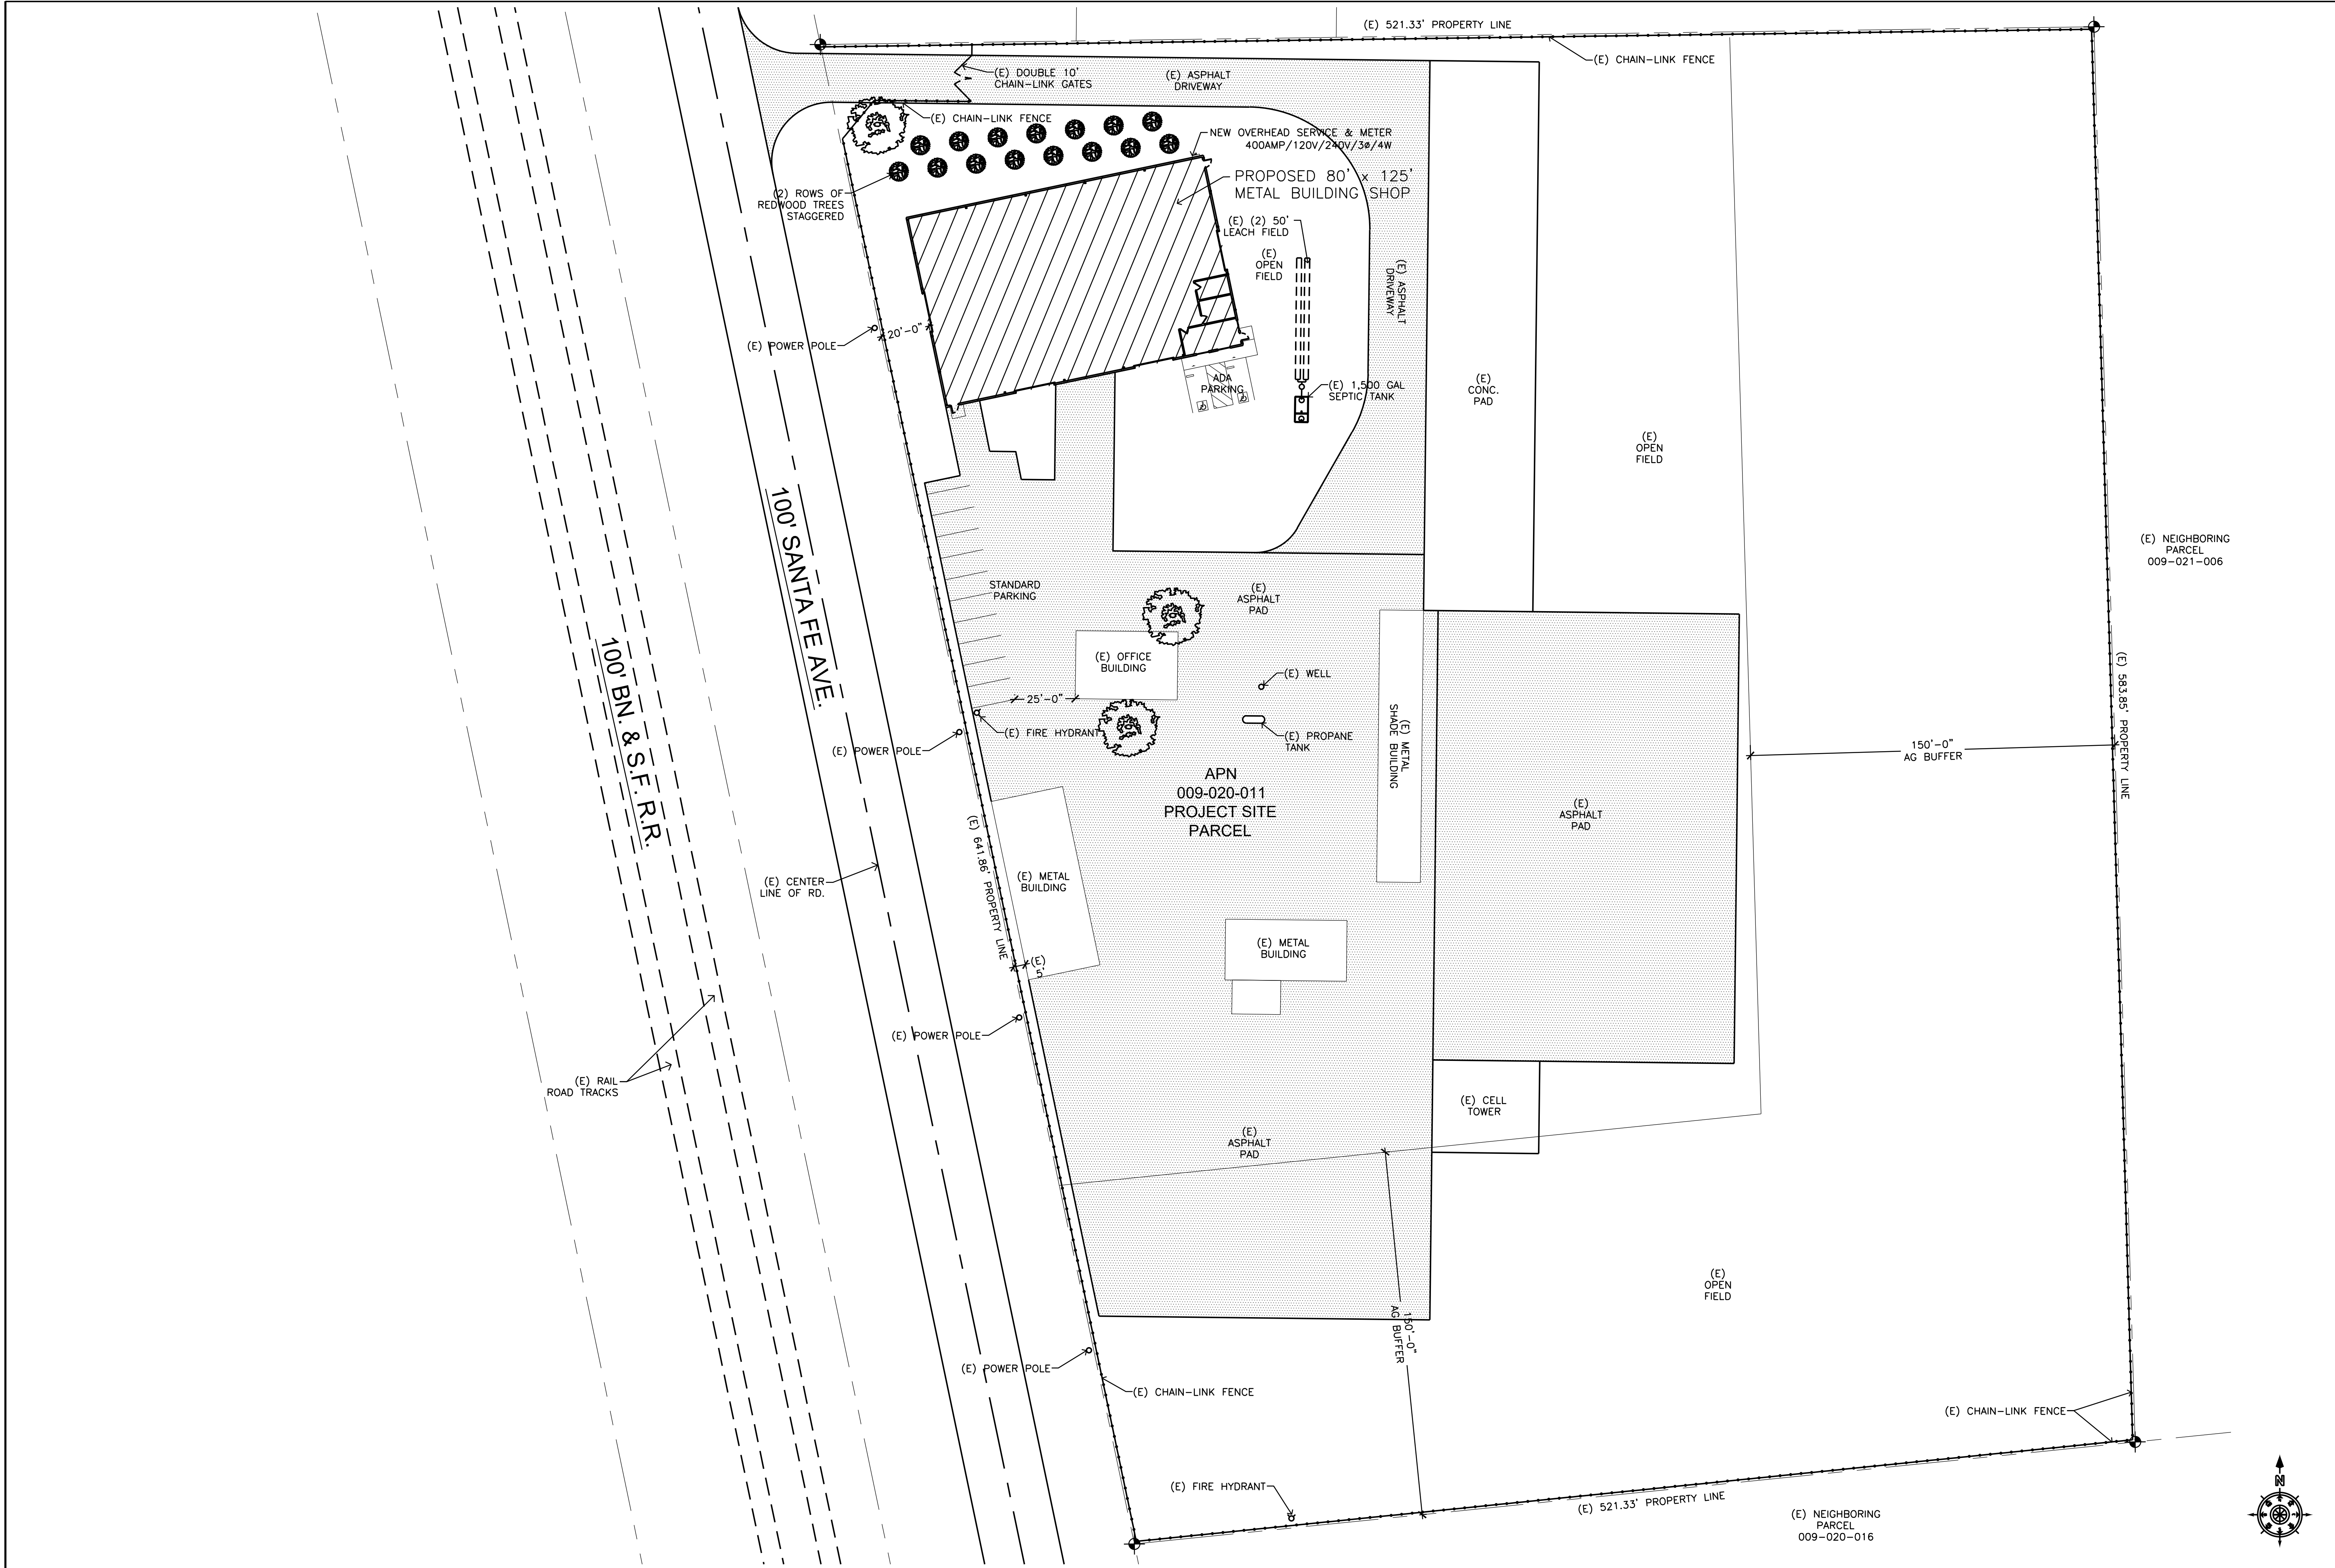 (E) 521.33' PROPERTY LINE
(E) CHAIN-LINK FENCE
(E) DOUBLE 10'
CHAIN-LINK GATES
(E) ASPHALT
DRIVEWAY
(E) CHAIN-LINK FENCE
NEW OVERHEAD SERVICE & METER
400AMP/120V/240V/3ø/4W
PROPOSED 80' x 125'
METAL BUILDING SHOP
(2) ROWS OF
REDWOOD TREES
STAGGERED
(E) (2) 50'
LEACH FIELD
(E)
OPEN
FIELD
(E) ASPHALT
DRIVEWAY
20'-0"
(E) POWER POLE
ADA
PARKING
(E) 1,500 GAL
SEPTIC TANK
(E)
CONC.
PAD
(E)
OPEN
FIELD
100' SANTA FE AVE.
(E) NEIGHBORING
PARCEL
009-021-006
STANDARD
PARKING
(E)
ASPHALT
PAD
100' BN. & S.F. R.R.
(E) OFFICE
BUILDING
(E) WELL
25'-0"
(E) FIRE HYDRANT
(E) PROPANE
TANK
(E) METAL
SHADE BUILDING
(E) 583.85' PROPERTY LINE
150'-0"
AG BUFFER
(E) POWER POLE
APN
009-020-011
PROJECT SITE
PARCEL
(E)
ASPHALT
PAD
(E) 641.86' PROPERTY LINE
(E) CENTER
LINE OF RD.
(E) METAL
BUILDING
(E) METAL
BUILDING
(E)
5'
(E) POWER POLE
(E) RAIL
ROAD TRACKS
(E) CELL
TOWER
(E)
ASPHALT
PAD
(E)
OPEN
FIELD
150'-0"
AG BUFFER
(E) POWER POLE
(E) CHAIN-LINK FENCE
(E) CHAIN-LINK FENCE
(E) FIRE HYDRANT
(E) 521.33' PROPERTY LINE
(E) NEIGHBORING
PARCEL
009-020-016
N